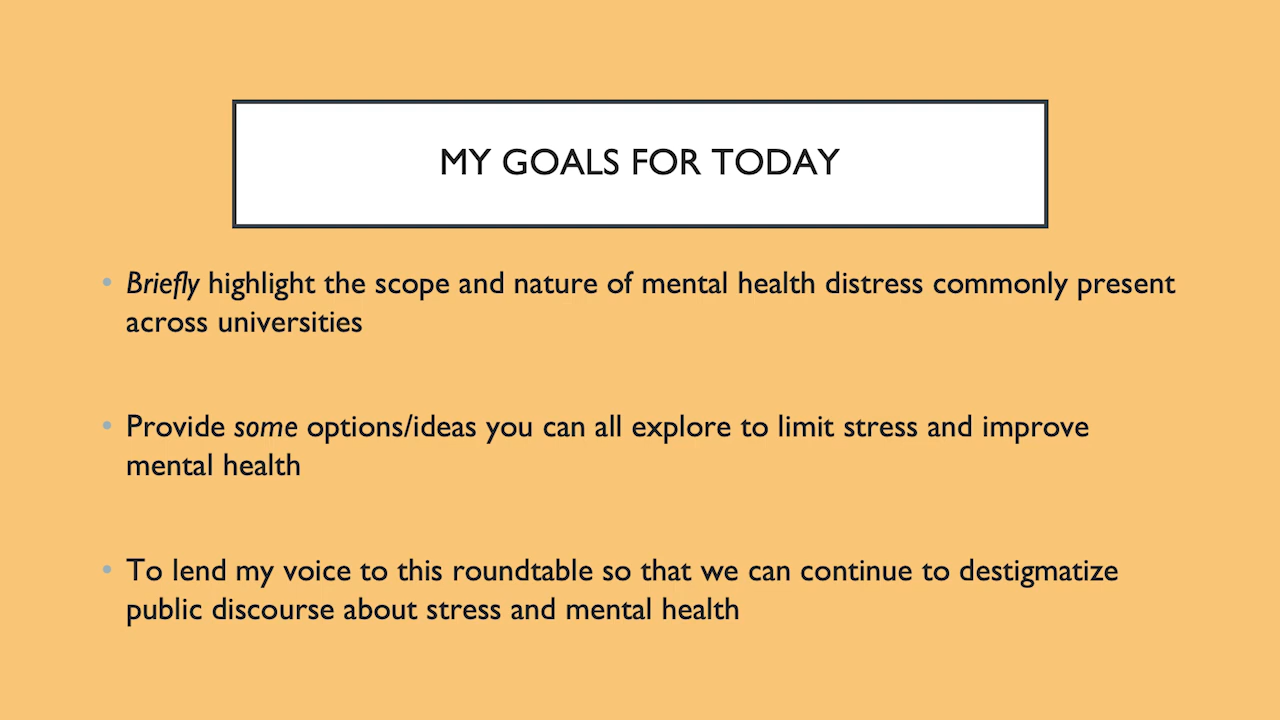 MY GOALS FOR TODAY
• Briefly highlight the scope and nature of mental health distress commonly present
across universities
• Provide some options/ideas you can all explore to limit stress and improve
mental health
• To lend my voice to this roundtable so that we can continue to destigmatize
public discourse about stress and mental health